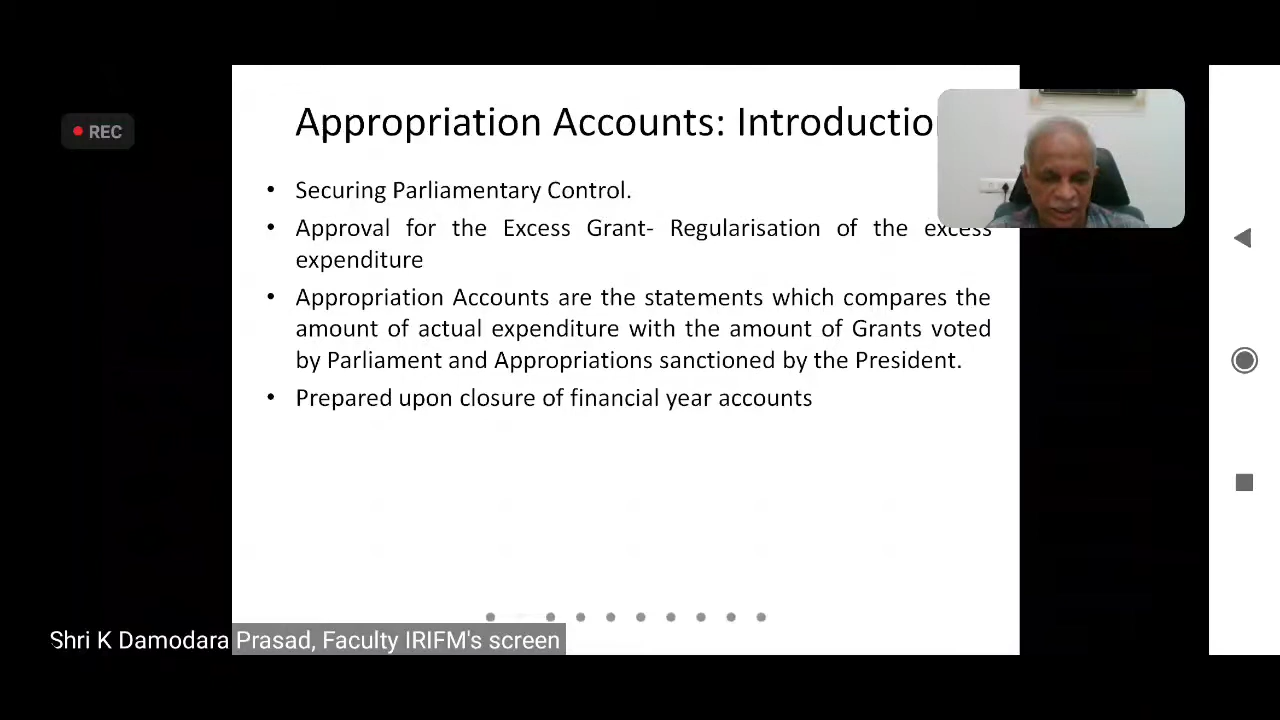 REC
Appropriation Accounts: Introductio
• Securing Parliamentary Control.
• Approval for the Excess Grant- Regularisation of the excess
expenditure
• Appropriation Accounts are the statements which compares the
amount of actual expenditure with the amount of Grants voted
by Parliament and Appropriations sanctioned by the President.
• Prepared upon closure of financial year accounts
Shri K Damodara Prasad, Faculty IRIFM's screen